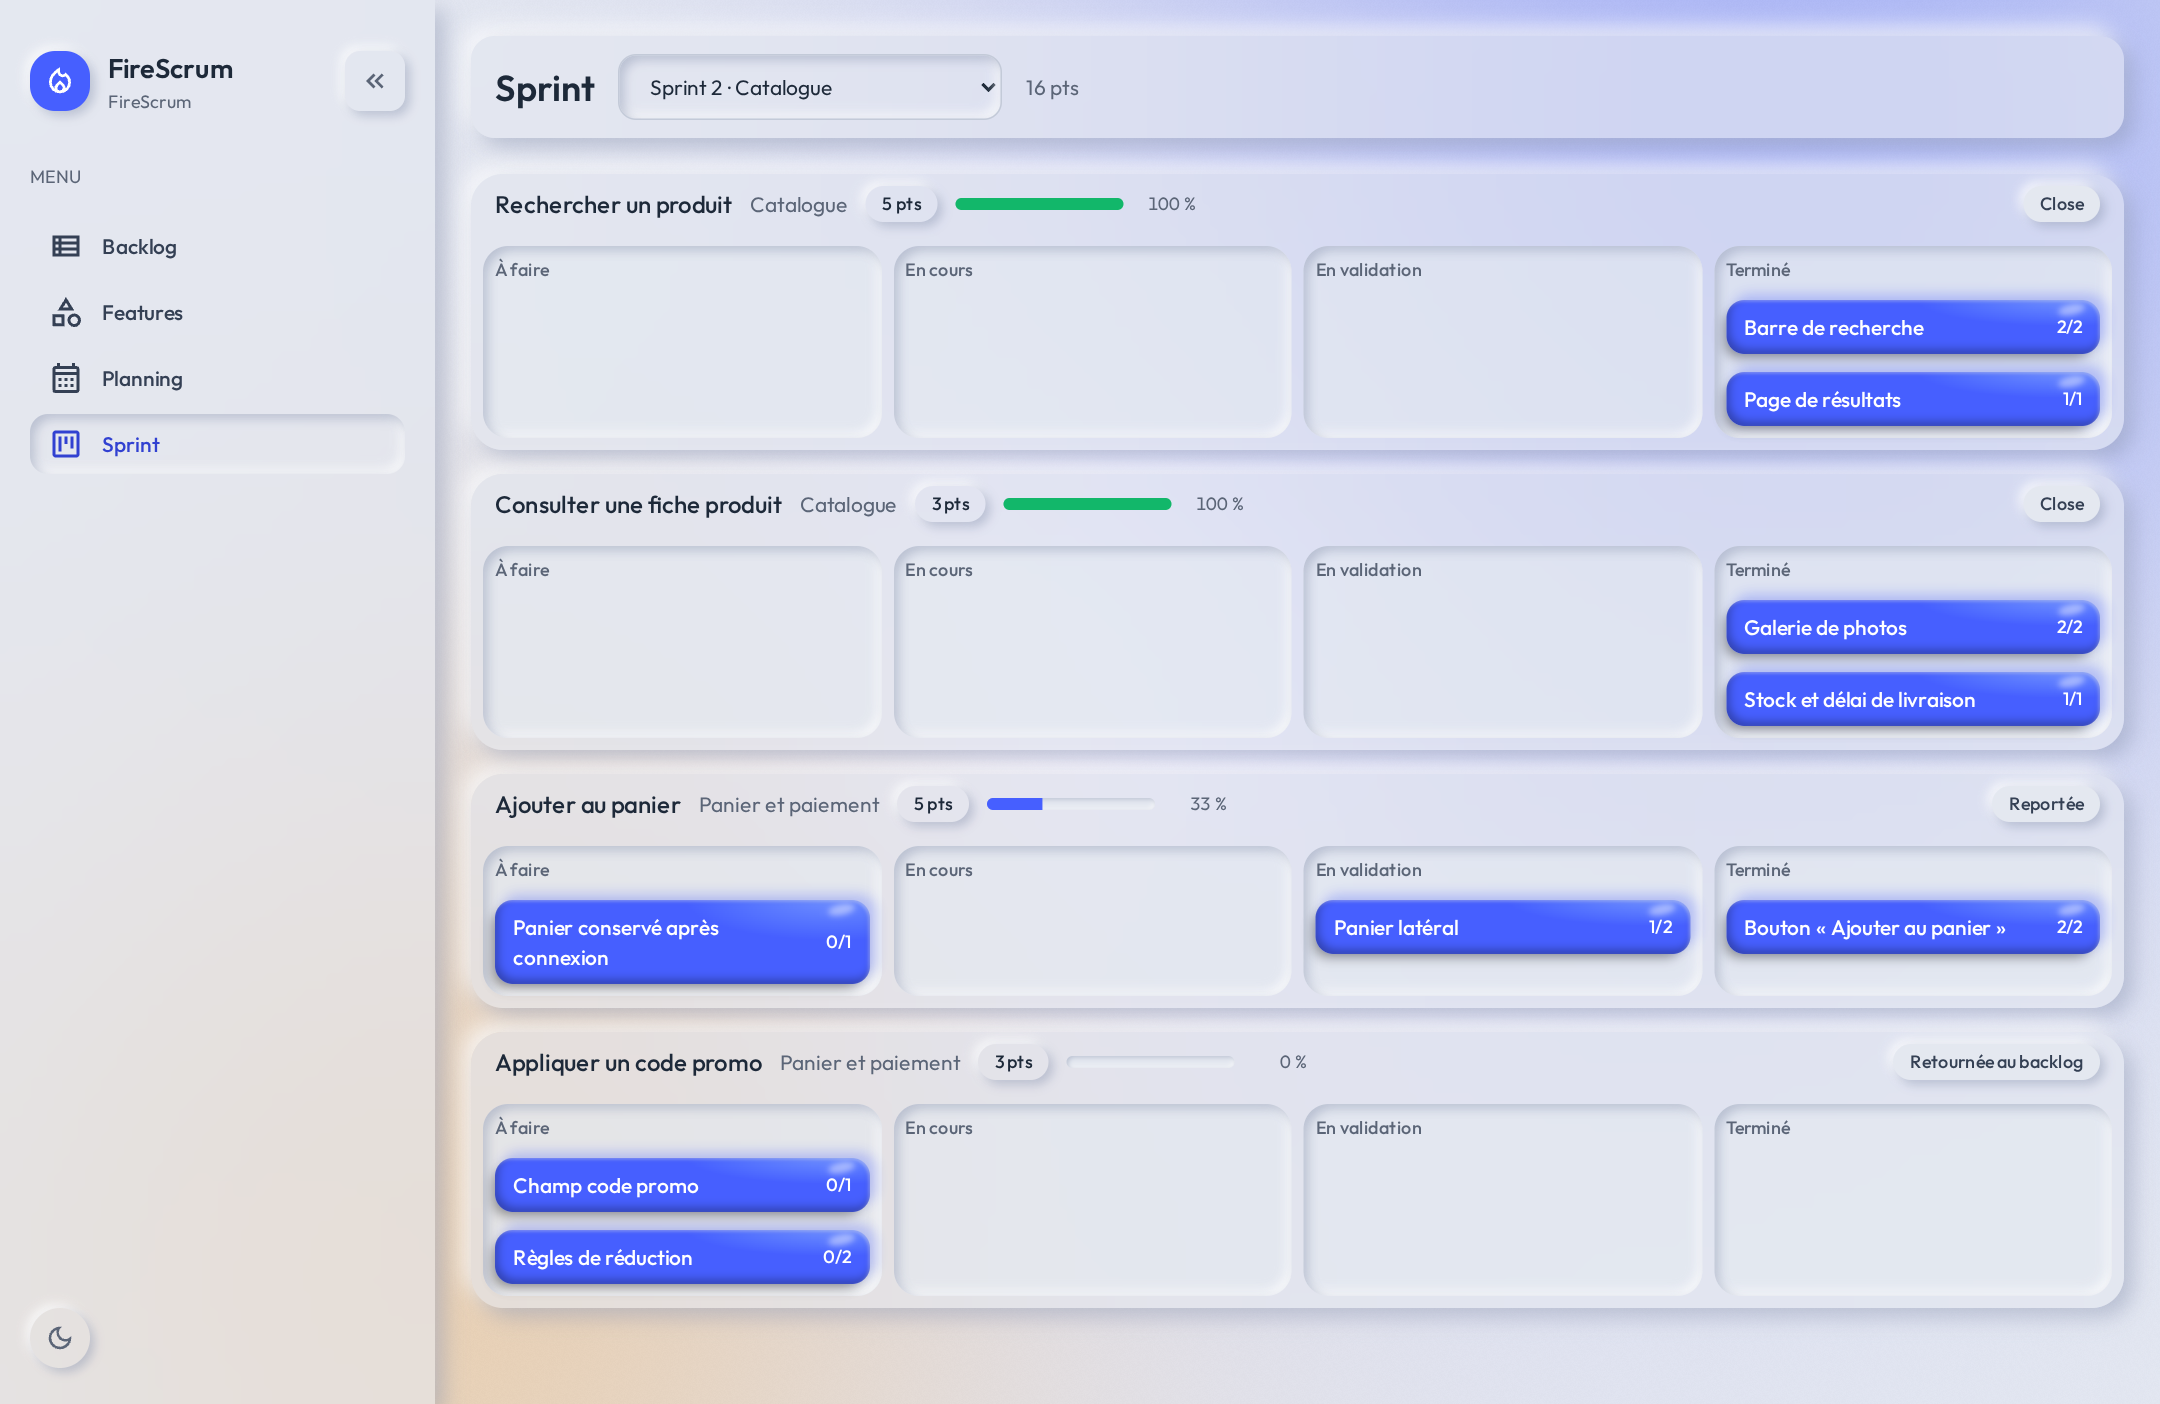 FireScrum
FireScrum
MENU
Backlog
Features
Planning
Sprint
Sprint
Sprint 2 · Catalogue
16 pts
Rechercher un produit Catalogue 5 pts 100 % Close
À faire En cours En validation Terminé
Barre de recherche 2/2
Page de résultats 1/1
Consulter une fiche produit Catalogue 3 pts 100 % Close
À faire En cours En validation Terminé
Galerie de photos 2/2
Stock et délai de livraison 1/1
Ajouter au panier Panier et paiement 5 pts 33 % Reportée
À faire En cours En validation Terminé
Panier conservé après
connexion 0/1
Panier latéral 1/2
Bouton « Ajouter au panier » 2/2
Appliquer un code promo Panier et paiement 3 pts 0 % Retournée au backlog
À faire En cours En validation Terminé
Champ code promo 0/1
Règles de réduction 0/2